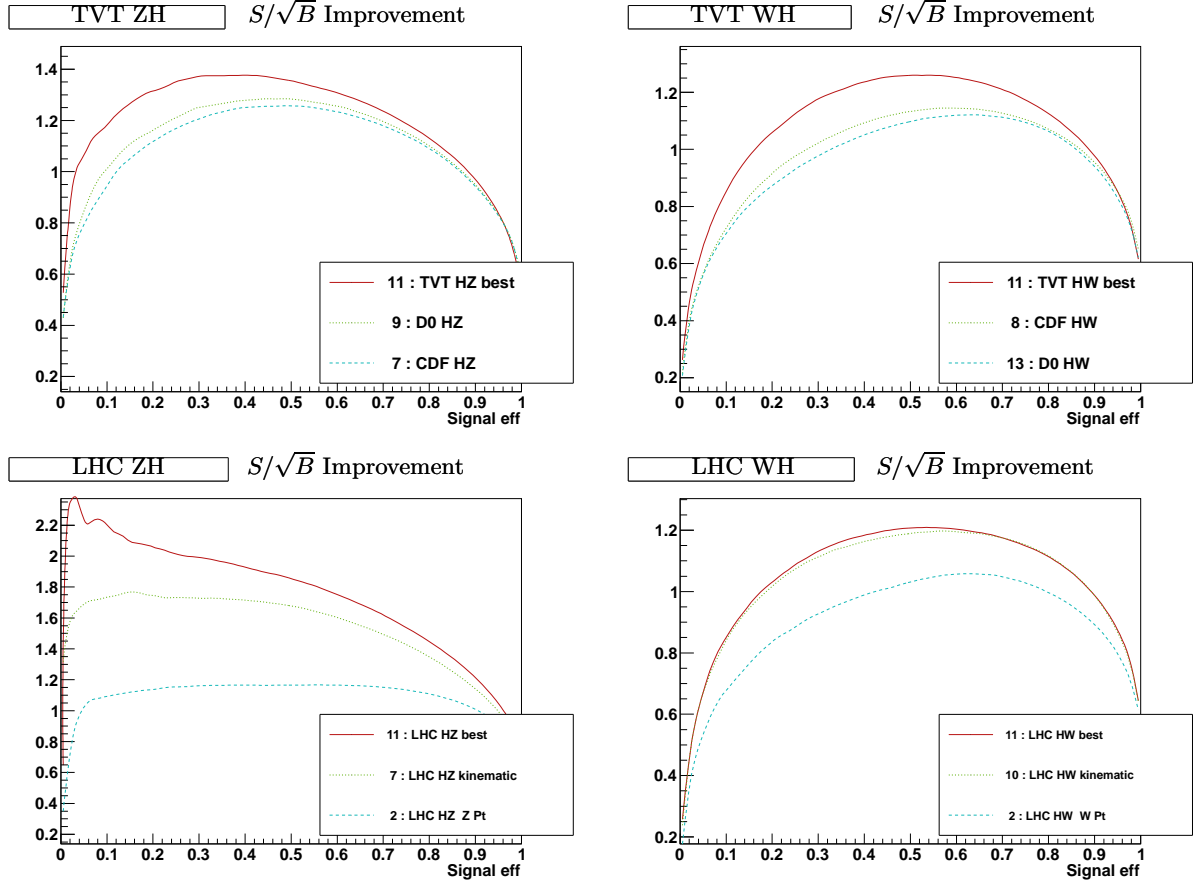 TVT ZH S/√B Improvement
1.4
1.2
1
0.8
0.6
0.4
0.2
11 : TVT HZ best
9 : D0 HZ
7 : CDF HZ
0 0.1 0.2 0.3 0.4 0.5 0.6 0.7 0.8 0.9 1
Signal eff
TVT WH S/√B Improvement
1.2
1
0.8
0.6
0.4
0.2
11 : TVT HW best
8 : CDF HW
13 : D0 HW
0 0.1 0.2 0.3 0.4 0.5 0.6 0.7 0.8 0.9 1
Signal eff
LHC ZH S/√B Improvement
2.2
2
1.8
1.6
1.4
1.2
1
0.8
0.6
0.4
0.2
11 : LHC HZ best
7 : LHC HZ kinematic
2 : LHC HZ Z Pt
0 0.1 0.2 0.3 0.4 0.5 0.6 0.7 0.8 0.9 1
Signal eff
LHC WH S/√B Improvement
1.2
1
0.8
0.6
0.4
0.2
11 : LHC HW best
10 : LHC HW kinematic
2 : LHC HW W Pt
0 0.1 0.2 0.3 0.4 0.5 0.6 0.7 0.8 0.9 1
Signal eff